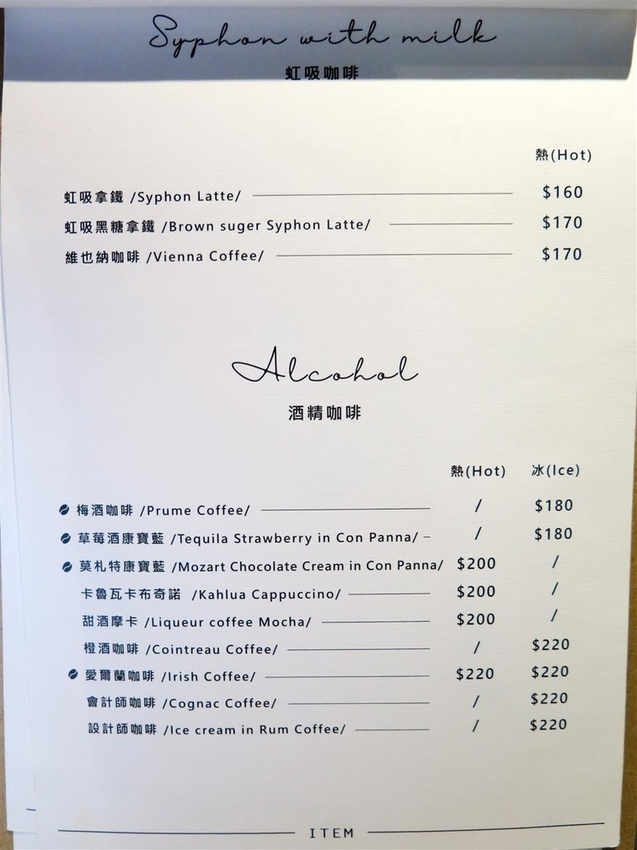 Syphon with milk
虹吸咖啡
熱(Hot)
虹吸拿鐵 /Syphon Latte/ $160
虹吸黑糖拿鐵 /Brown suger Syphon Latte/ $170
維也納咖啡 /Vienna Coffee/ $170
Alcohol
酒精咖啡
熱(Hot) 冰(Ice)
梅酒咖啡 /Prume Coffee/ / $180
草莓酒康寶藍 /Tequila Strawberry in Con Panna/ / $180
莫札特康寶藍 /Mozart Chocolate Cream in Con Panna/ $200 /
卡魯瓦卡布奇諾 /Kahlua Cappuccino/ $200 /
甜酒摩卡 /Liqueur coffee Mocha/ $200 /
橙酒咖啡 /Cointreau Coffee/ / $220
愛爾蘭咖啡 /Irish Coffee/ $220 $220
會計師咖啡 /Cognac Coffee/ / $220
設計師咖啡 /Ice cream in Rum Coffee/ / $220
ITEM